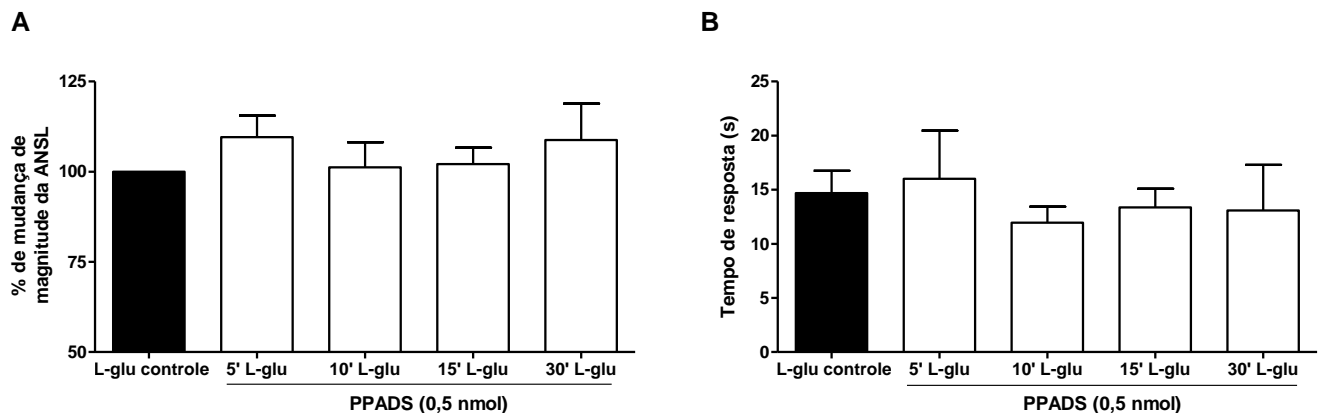 A
% de mudança de
magnitude da ANSL
125
100
75
50
L-glu controle
5' L-glu
10' L-glu
15' L-glu
30' L-glu
PPADS (0,5 nmol)
B
Tempo de resposta (s)
25
20
15
10
5
0
L-glu controle
5' L-glu
10' L-glu
15' L-glu
30' L-glu
PPADS (0,5 nmol)